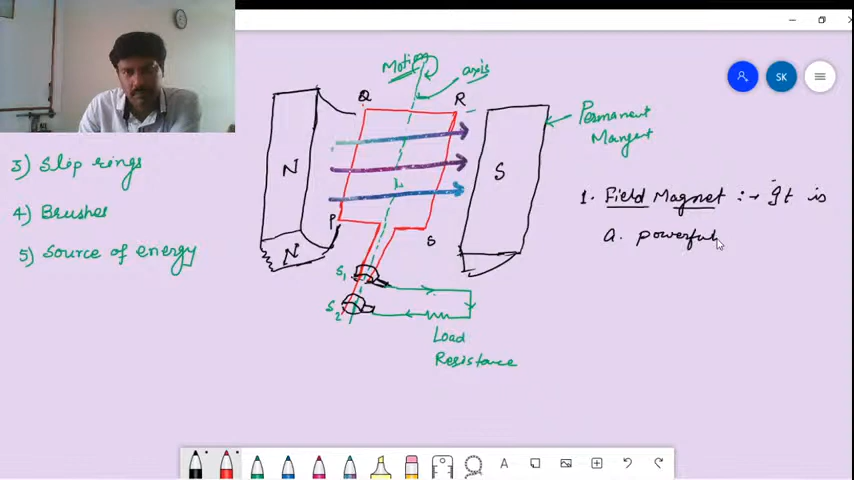 SK
Motion
axis
Q
R
Permanent
Mangert
N
S
3) Slip rings
1. Field Magnet :→ It is
4) Brushes
P
a. powerful
S
N
5) Source of energy
S1
S2
Load
Resistance
A